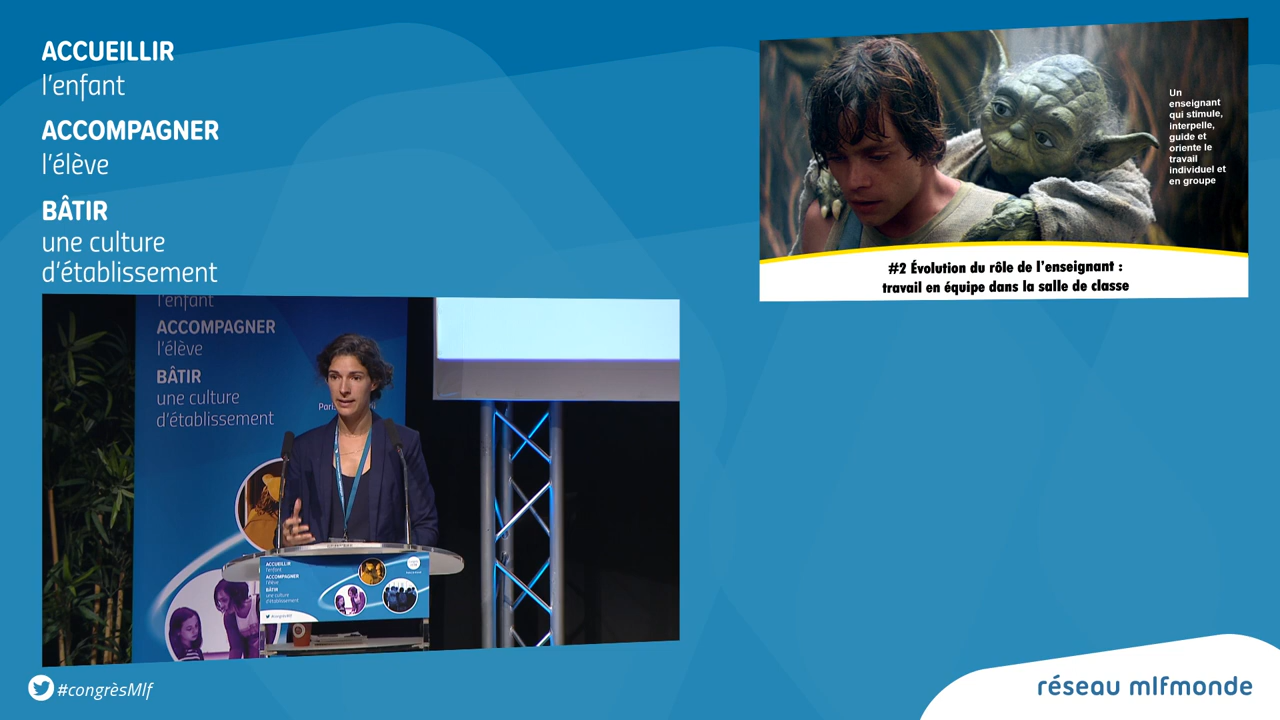 ACCUEILLIR
l'enfant
ACCOMPAGNER
l'élève
BÂTIR
une culture
d'établissement
Un
enseignant
qui stimule,
interpelle,
guide et
oriente le
travail
individuel et
en groupe
#2 Évolution du rôle de l'enseignant :
travail en équipe dans la salle de classe
l'enfant
ACCOMPAGNER
l'élève
BÂTIR
une culture
d'établissement
Paris
ACCUEILLIR
l'enfant
ACCOMPAGNER
l'élève
BÂTIR
une culture
d'établissement
#congrèsMlf
réseau mlfmonde